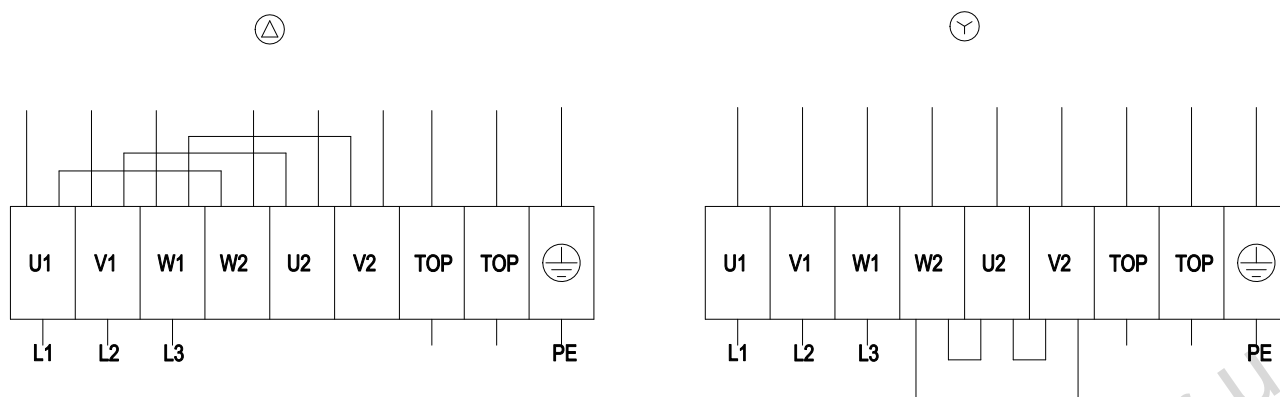 U1 V1 W1 W2 U2 V2 TOP TOP U1 V1 W1 W2 U2 V2 TOP TOP
L1 L2 L3 PE L1 L2 L3 PE